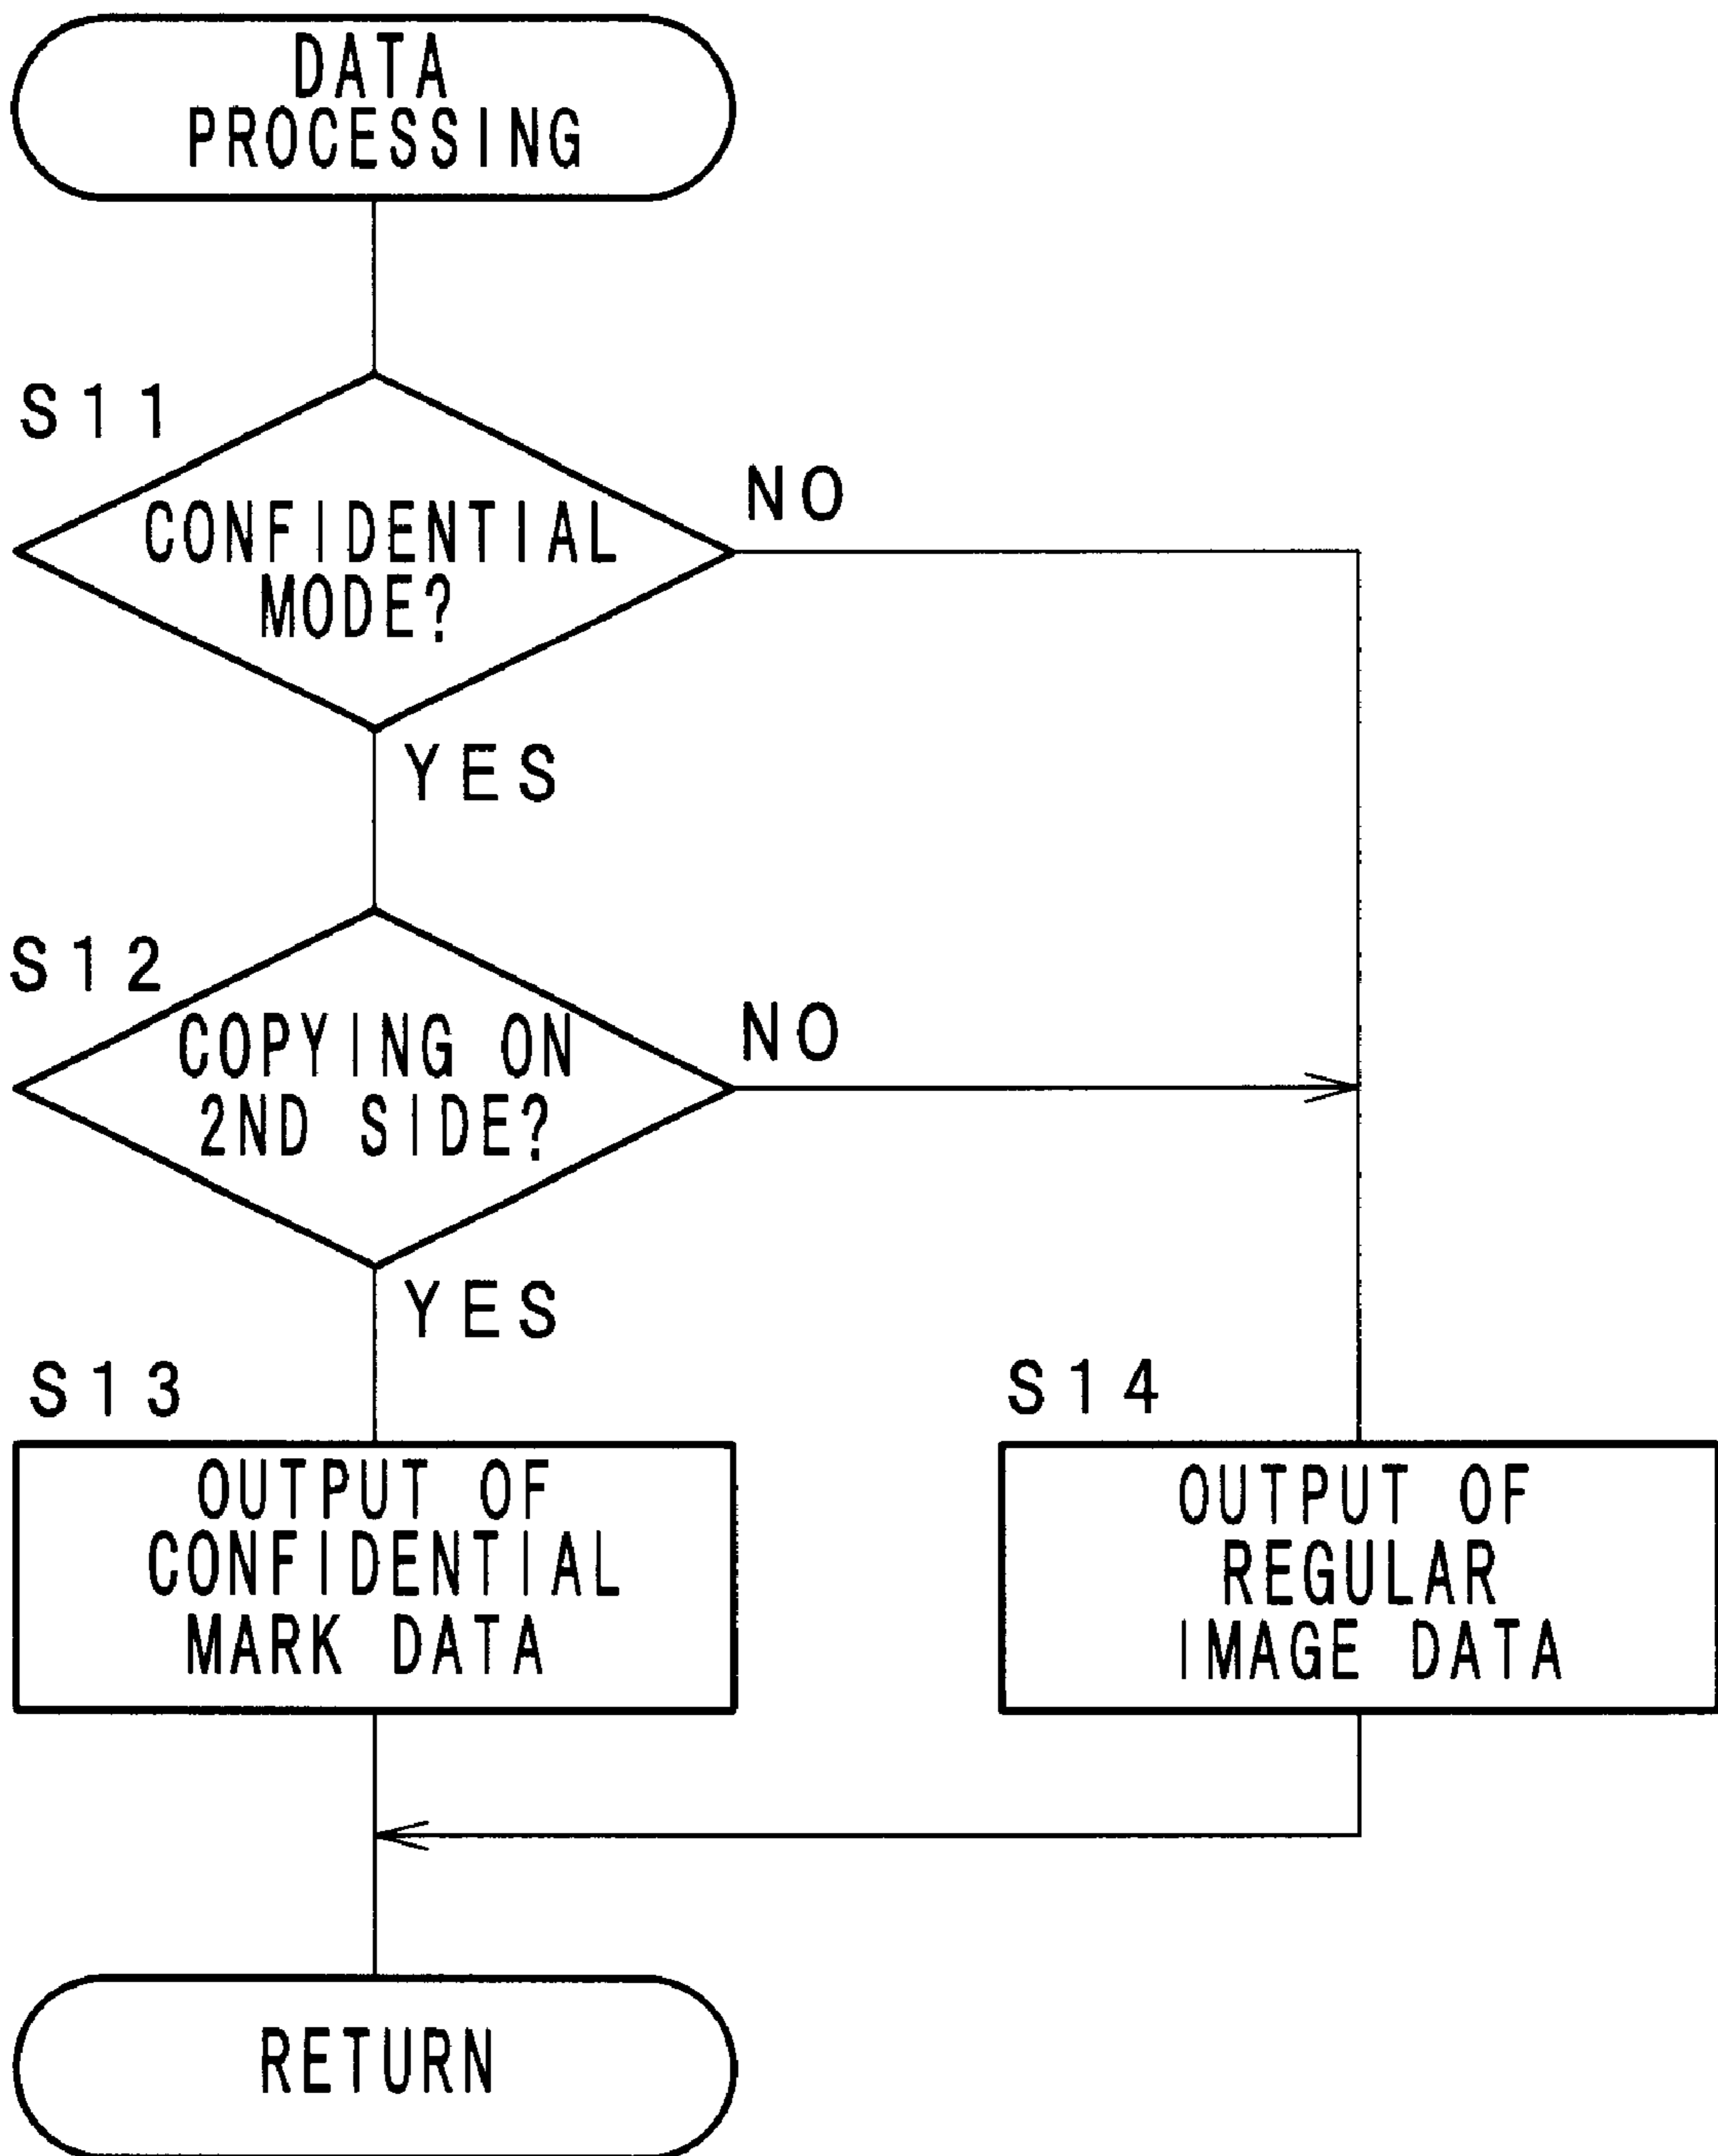 DATA
PROCESSING
S11
CONFIDENTIAL
MODE?
NO
YES
S12
COPYING ON
2ND SIDE?
NO
YES
S13
OUTPUT OF
CONFIDENTIAL
MARK DATA
S14
OUTPUT OF
REGULAR
IMAGE DATA
RETURN